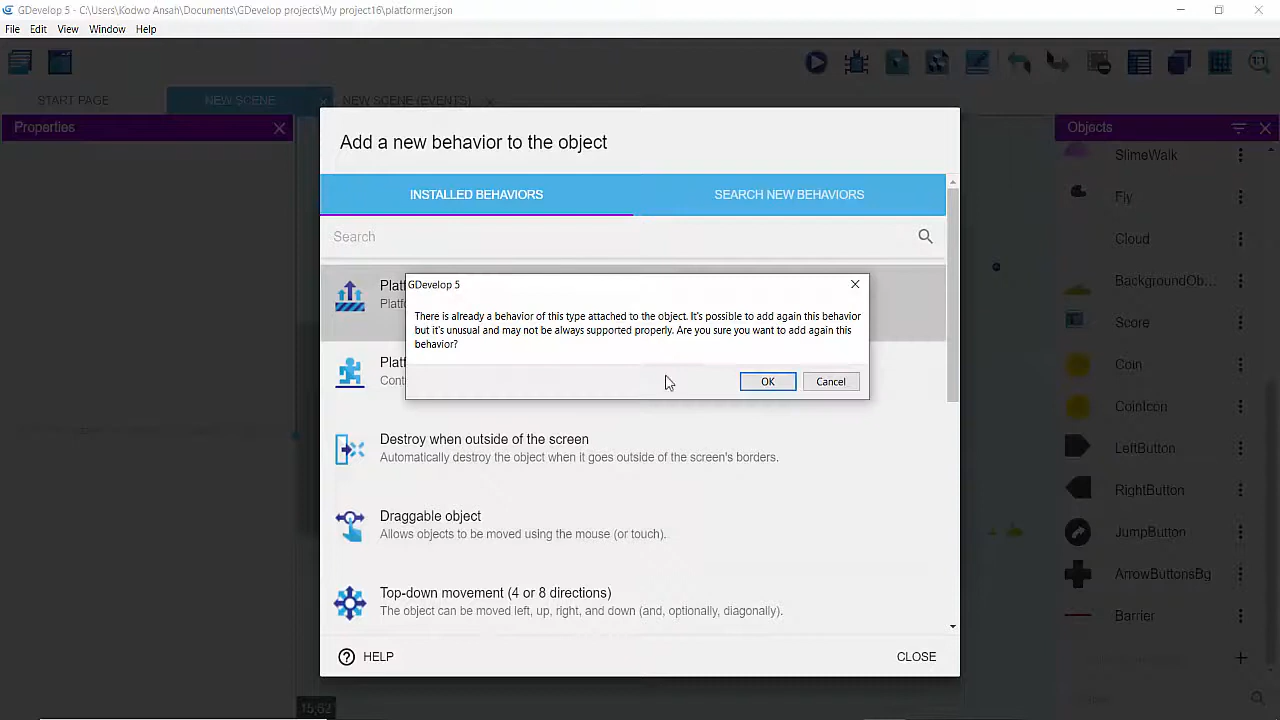 GDevelop 5 - C:\Users\Kodwo Ansah\Documents\GDevelop projects\My project16\platformer.json
File Edit View Window Help
START PAGE NEW SCENE NEW SCENE (EVENTS)
Properties
Add a new behavior to the object
Objects
INSTALLED BEHAVIORS SEARCH NEW BEHAVIORS
Search
GDevelop 5
There is already a behavior of this type attached to the object. It's possible to add again this behavior
but it's unusual and may not be always supported properly. Are you sure you want to add again this
behavior?
OK Cancel
Platf
Platf
Platf
Cont
Destroy when outside of the screen
Automatically destroy the object when it goes outside of the screen's borders.
Draggable object
Allows objects to be moved using the mouse (or touch).
Top-down movement (4 or 8 directions)
The object can be moved left, up, right, and down (and, optionally, diagonally).
HELP CLOSE
SlimeWalk
Fly
Cloud
BackgroundOb...
Score
Coin
CoinIcon
LeftButton
RightButton
JumpButton
ArrowButtonsBg
Barrier
15;62